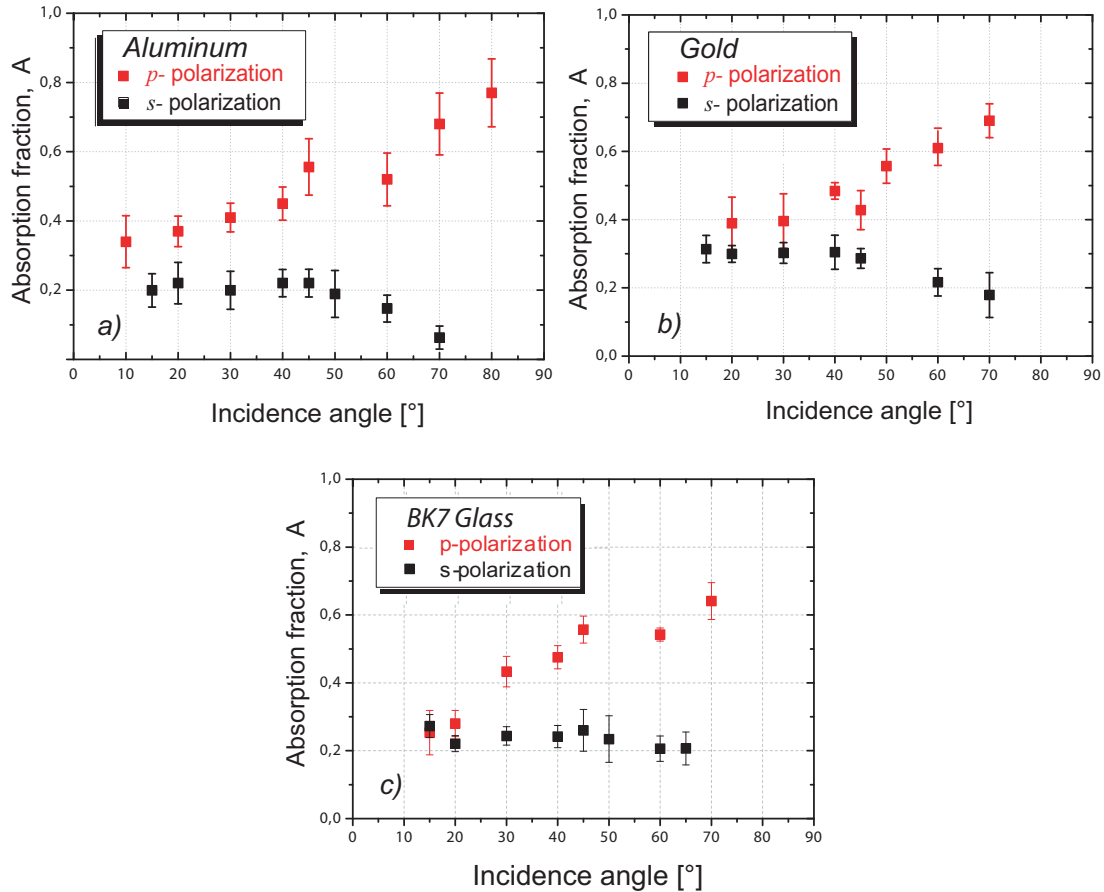 Aluminum
p- polarization
s- polarization
Absorption fraction, A
1,0
0,8
0,6
0,4
0,2
a)
0 10 20 30 40 50 60 70 80 90
Incidence angle [°]
Gold
p- polarization
s- polarization
Absorption fraction, A
1,0
0,8
0,6
0,4
0,2
0,0
b)
0 10 20 30 40 50 60 70 80 90
Incidence angle [°]
BK7 Glass
p-polarization
s-polarization
Absorption fraction, A
1,0
0,8
0,6
0,4
0,2
0,0
c)
0 10 20 30 40 50 60 70 80 90
Incidence angle [°]